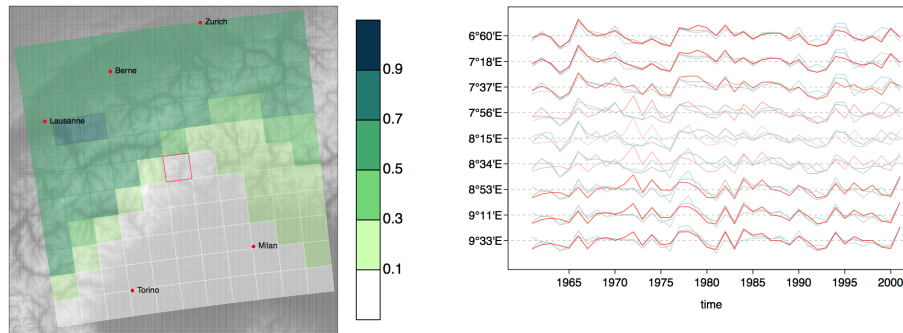 Zurich
Berne
Lausanne
Milan
Torino
0.9
0.7
0.5
0.3
0.1
6°60'E
7°18'E
7°37'E
7°56'E
8°15'E
8°34'E
8°53'E
9°11'E
9°33'E
1965 1970 1975 1980 1985 1990 1995 2000
time